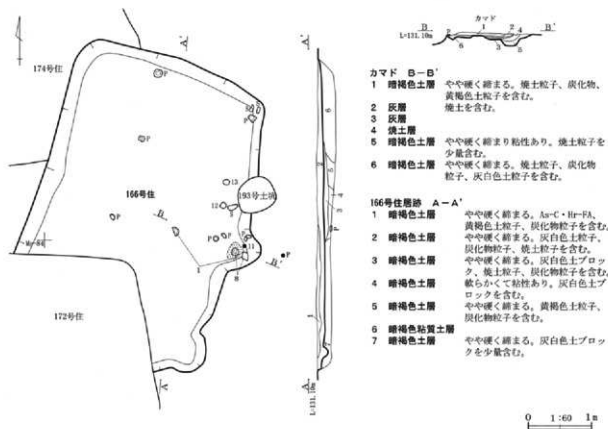 174号住
A'
193号土坑
166号住
B
B'
172号住
A
A'
A
L=131.10m
カマド
B
B'
L=131.10m
カマド B－B'
1 暗褐色土層 やや硬く締まる。焼土粒子、炭化物、
黄褐色土粒子を含む。
2 灰層 焼土を含む。
3 灰層
4 焼土層
5 暗褐色土層 やや硬く締まり粘性あり。焼土粒子を
少量含む。
6 暗褐色土層 やや硬く締まる。焼土粒子、炭化物
粒子、灰白色土粒子を含む。
166号住居跡 A－A'
1 暗褐色土層 やや硬く締まる。As-C・Hr-FA、
黄褐色土粒子、炭化物粒子を含む。
2 暗褐色土層 やや硬く締まる。灰白色土粒子、
炭化物粒子、焼土粒子を含む。
3 暗褐色土層 やや硬く締まる。灰白色土ブロッ
ク、焼土粒子、炭化物粒子を含む。
4 暗褐色土層 軟らかくて粘性あり。灰白色土ブ
ロックを含む。
5 暗褐色土層 やや硬く締まる。黄褐色土粒子、
炭化物粒子を含む。
6 暗褐色粘質土層
7 暗褐色土層 やや硬く締まる。灰白色土ブロッ
クを少量含む。
0 1:60 1m